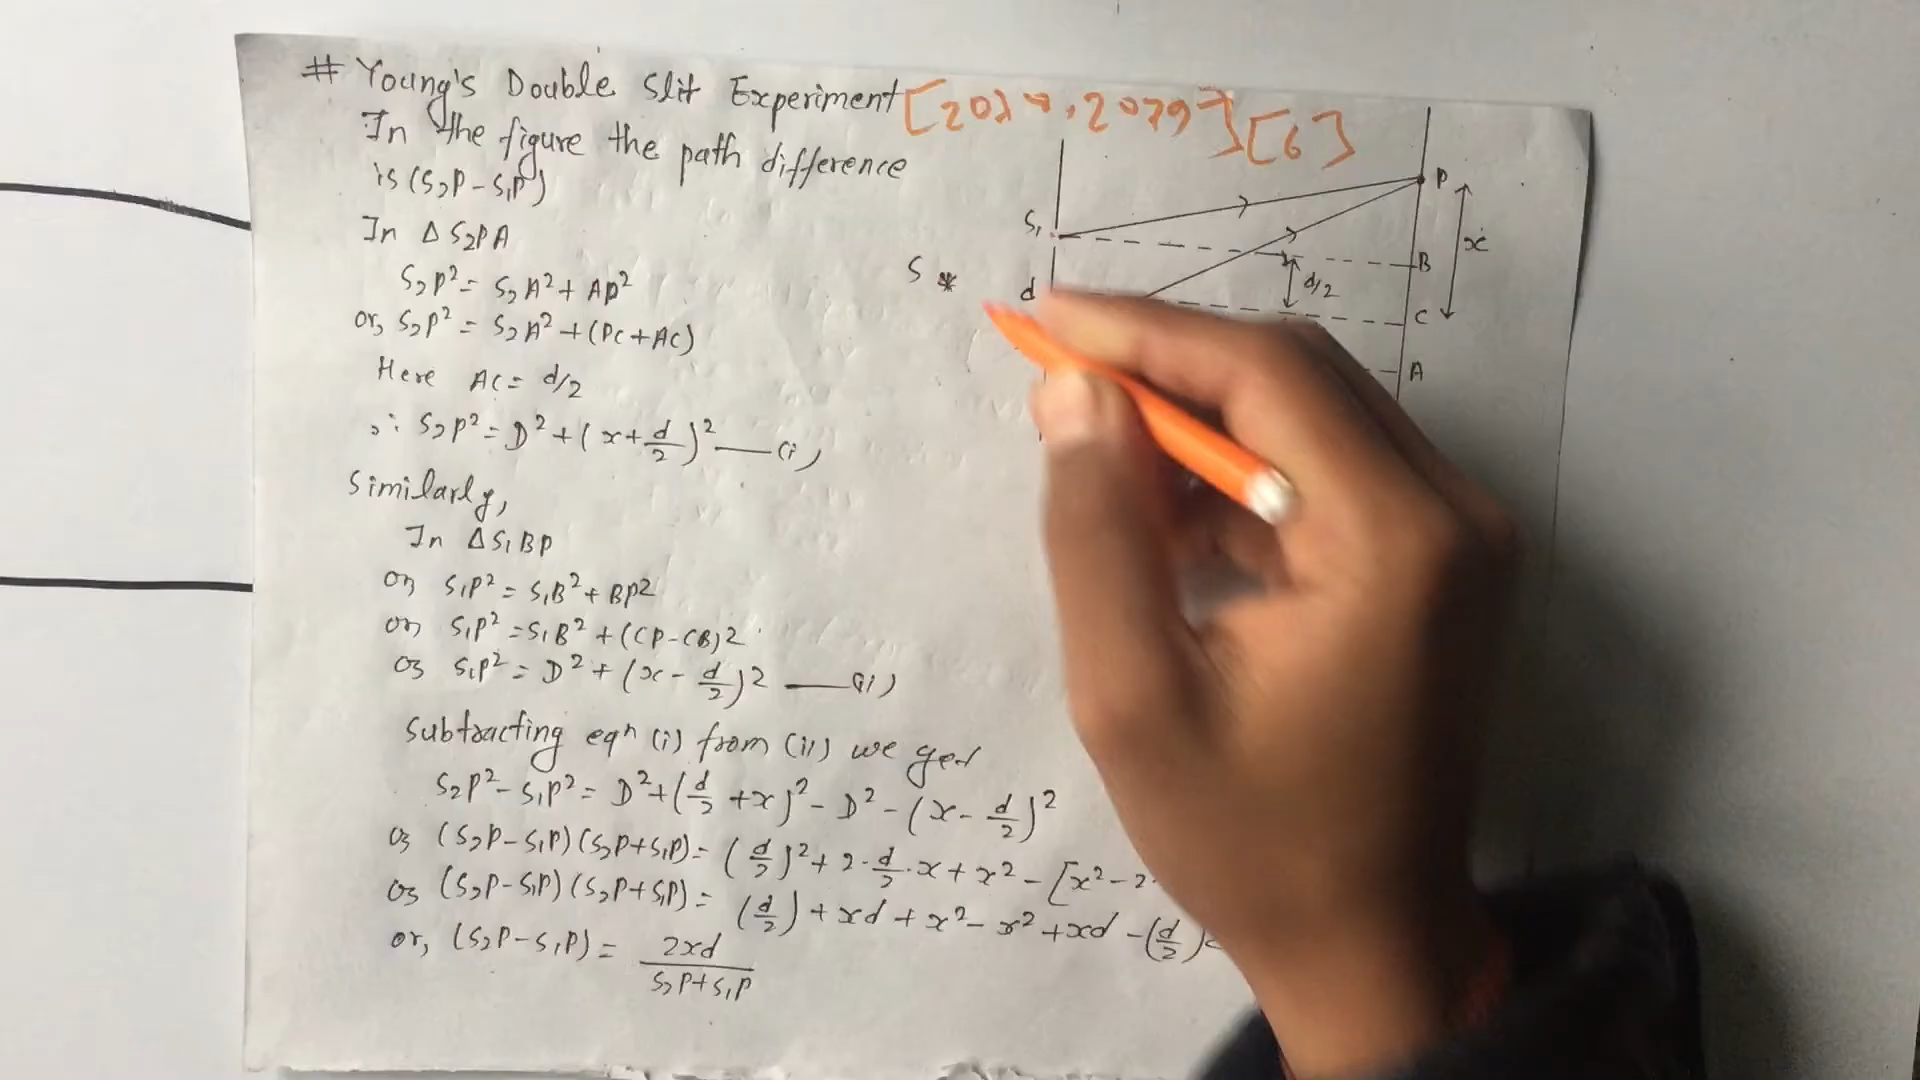 # Young's Double Slit Experiment [2079] [6]
In the figure the path difference
is (S₂P - S₁P)
In Δ S₂PA
S₂P² = S₂A² + AP²
or, S₂P² = S₂A² + (PC + AC)
Here AC = d/2
∴ S₂P² = D² + (x + d/2)² — (i)
Similarly,
In Δ S₁BP
or S₁P² = S₁B² + BP²
or S₁P² = S₁B² + (CP - CB)2
or S₁P² = D² + (x - d/2)2 — (ii)
Subtracting eqⁿ (i) from (ii) we get
S₂P² - S₁P² = D² + (d/2 + x)² - D² - (x - d/2)²
or (S₂P - S₁P) (S₂P + S₁P) = (d/2)² + 2·d/2·x + x² - [x² - 2·
or (S₂P - S₁P) (S₂P + S₁P) = (d/2) + xd + x² - x² + xd - (d/2)
or, (S₂P - S₁P) = 2xd / S₂P + S₁P
P
S₁
x
B
S
d
d/2
C
A